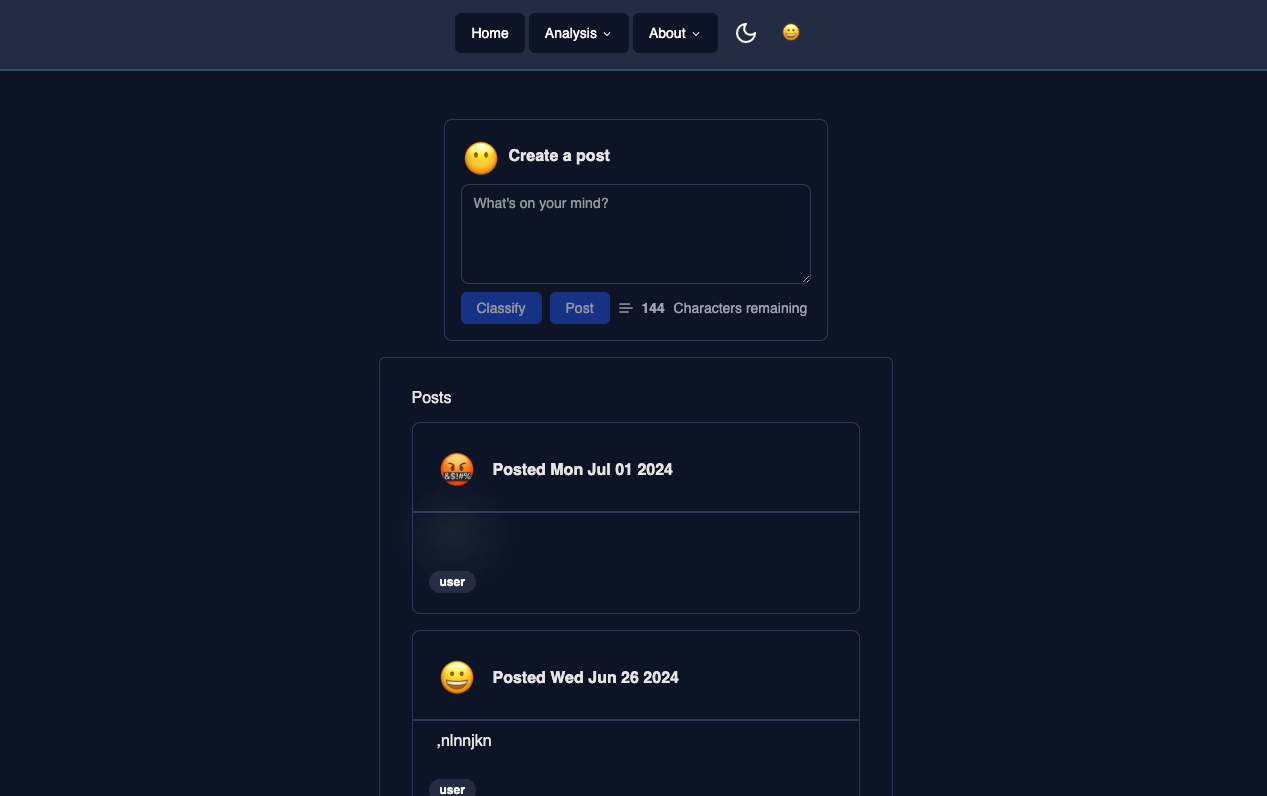 Home Analysis About
Create a post
What's on your mind?
Classify Post 144 Characters remaining
Posts
&$!#%
Posted Mon Jul 01 2024
user
Posted Wed Jun 26 2024
,nlnnjkn
user